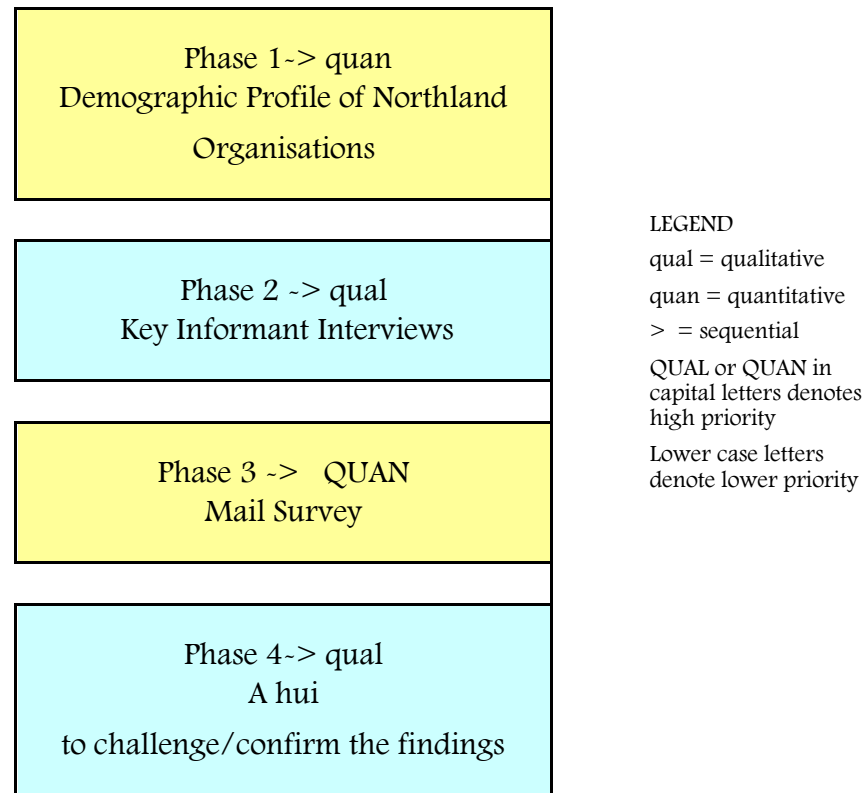 Phase 1~> quan
Demographic Profile of Northland
Organisations
Phase 2 ~> qual
Key Informant Interviews
Phase 3 ~> QUAN
Mail Survey
Phase 4~> qual
A hui
to challenge/confirm the findings
LEGEND
qual = qualitative
quan = quantitative
> = sequential
QUAL or QUAN in
capital letters denotes
high priority
Lower case letters
denote lower priority